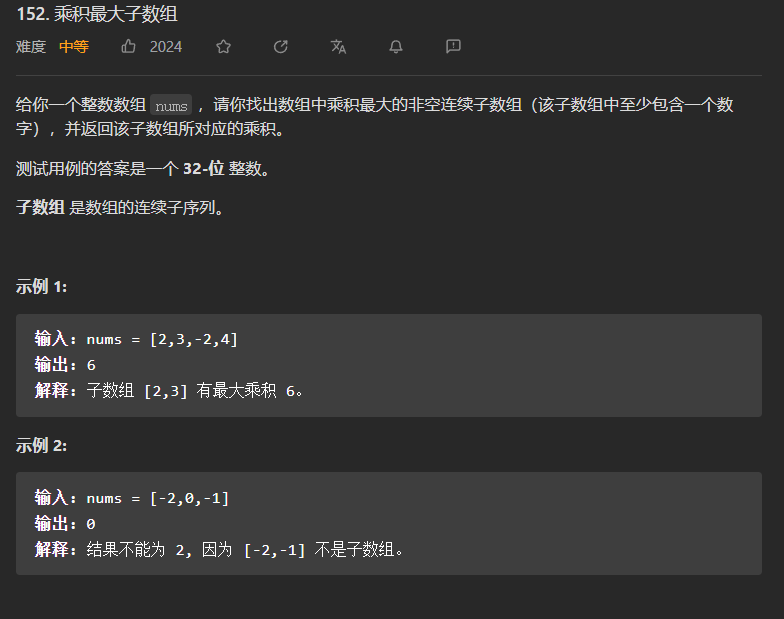 152. 乘积最大子数组
难度 中等 2024
给你一个整数数组 nums ，请你找出数组中乘积最大的非空连续子数组（该子数组中至少包含一个数
字），并返回该子数组所对应的乘积。
测试用例的答案是一个 32-位 整数。
子数组 是数组的连续子序列。
示例 1:
输入: nums = [2,3,-2,4]
输出: 6
解释: 子数组 [2,3] 有最大乘积 6。
示例 2:
输入: nums = [-2,0,-1]
输出: 0
解释: 结果不能为 2, 因为 [-2,-1] 不是子数组。